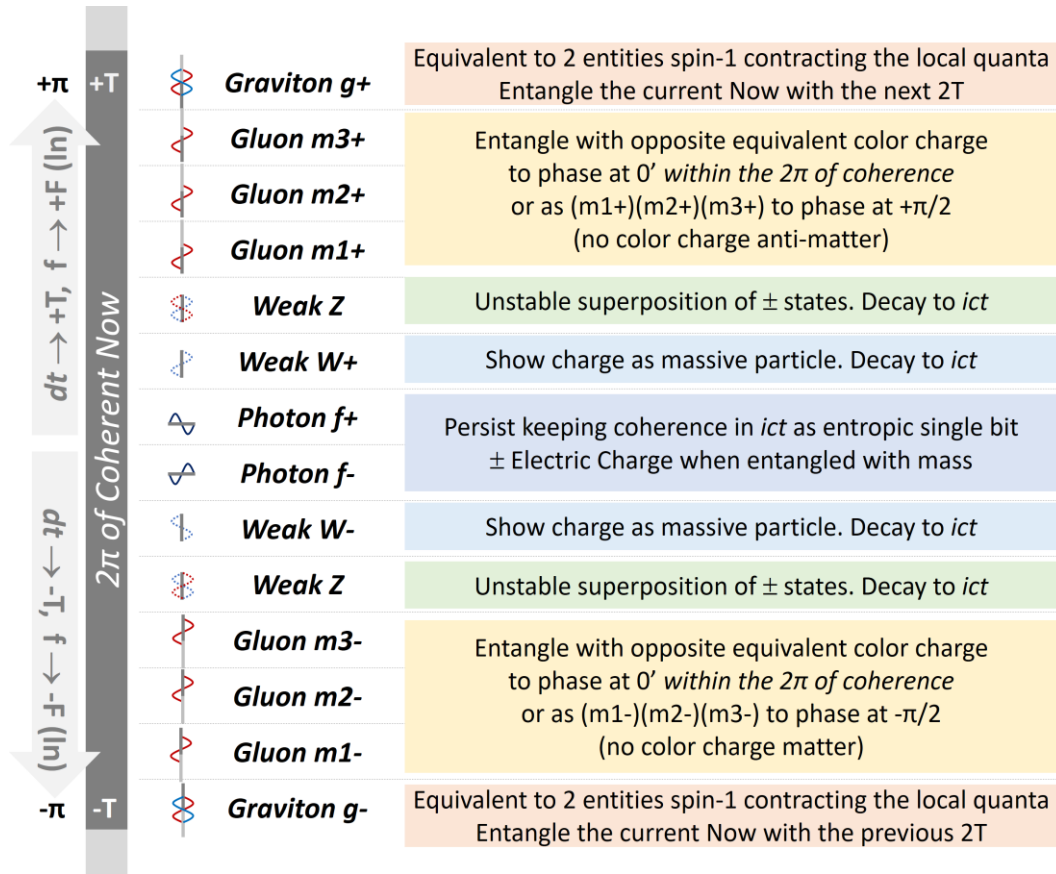 +π
+T
Graviton g+
Equivalent to 2 entities spin-1 contracting the local quanta
Entangle the current Now with the next 2T
Gluon m3+
Gluon m2+
Gluon m1+
Entangle with opposite equivalent color charge
to phase at 0' within the 2π of coherence
or as (m1+)(m2+)(m3+) to phase at +π/2
(no color charge anti-matter)
dt → +T, f → +F (ln)
2π of Coherent Now
Weak Z
Unstable superposition of ± states. Decay to ict
Weak W+
Show charge as massive particle. Decay to ict
Photon f+
Photon f-
Persist keeping coherence in ict as entropic single bit
± Electric Charge when entangled with mass
dt → -T, f → -F (ln)
Weak W-
Show charge as massive particle. Decay to ict
Weak Z
Unstable superposition of ± states. Decay to ict
Gluon m3-
Gluon m2-
Gluon m1-
Entangle with opposite equivalent color charge
to phase at 0' within the 2π of coherence
or as (m1-)(m2-)(m3-) to phase at -π/2
(no color charge matter)
-π
-T
Graviton g-
Equivalent to 2 entities spin-1 contracting the local quanta
Entangle the current Now with the previous 2T